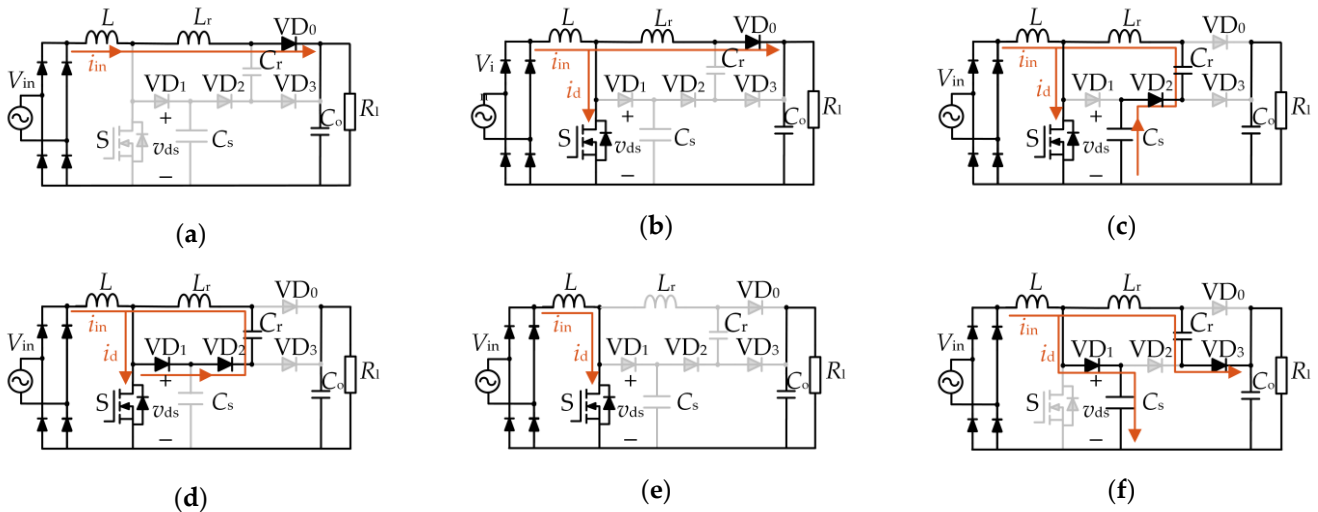 L Lr VD0
iin Cr
Vin VD1 VD2 VD3
+ Rl
S vds Cs Co
−
(a)
L Lr VD0
iin Cr
Vi id VD1 VD2 VD3
+ Rl
S vds Cs Co
−
(b)
L Lr VD0
iin Cr
Vin id VD1 VD2 VD3
+ Rl
S vds Cs Co
−
(c)
L Lr VD0
iin Cr
Vin id VD1 VD2 VD3
+ Rl
S vds Cs Co
−
(d)
L Lr VD0
iin Cr
Vin id VD1 VD2 VD3
+ Rl
S vds Cs Co
−
(e)
L Lr VD0
iin Cr
Vin id VD1 VD2 VD3
+ Rl
S vds Cs Co
−
(f)